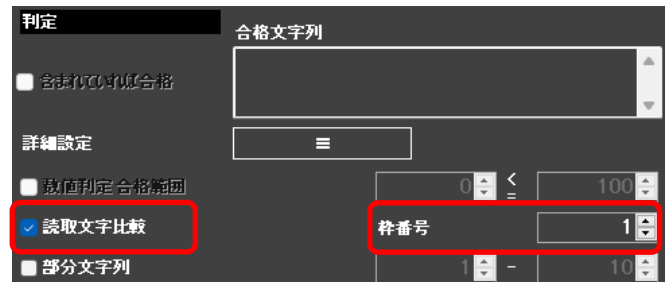 判定
合格文字列
含まれていれば合格
詳細設定
≡
数値判定 合格範囲 0 <= 100
読取文字比較 枠番号 1
部分文字列 1 - 10